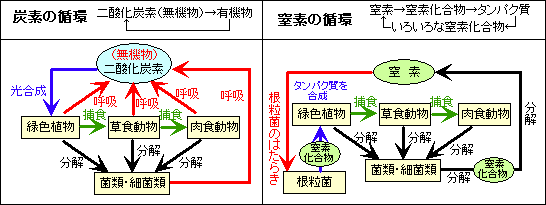 炭素の循環
二酸化炭素(無機物)→有機物
(無機物)
二酸化炭素
光合成
呼吸
呼吸
呼吸
呼吸
緑色植物
捕食
草食動物
捕食
肉食動物
分解
分解
分解
菌類・細菌類
窒素の循環
窒素→窒素化合物→タンパク質
いろいろな窒素化合物
窒素
根粒菌のはたらき
タンパク質を
合成
緑色植物
捕食
草食動物
捕食
肉食動物
分解
分解
分解
分解
窒素
化合物
根粒菌
菌類・細菌類
分解
窒素
化合物